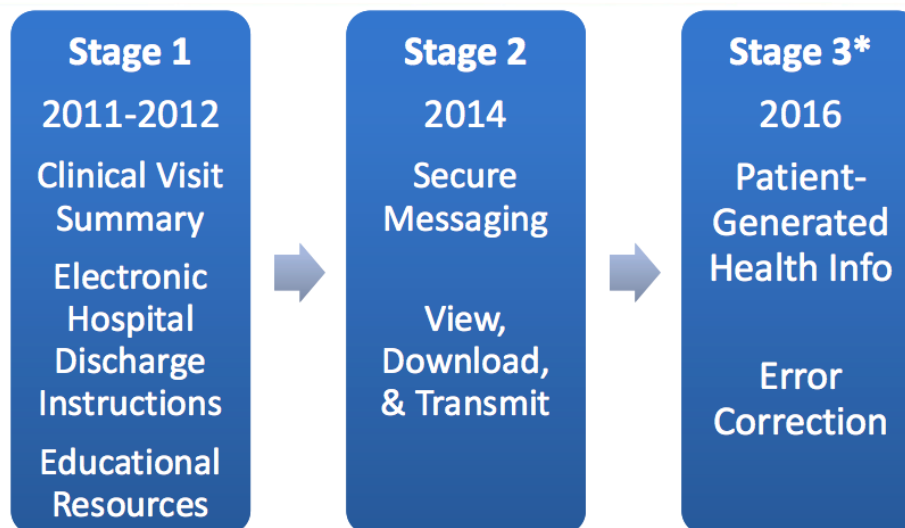 Stage 1
2011-2012
Clinical Visit
Summary
Electronic
Hospital
Discharge
Instructions
Educational
Resources
Stage 2
2014
Secure
Messaging
View,
Download,
& Transmit
Stage 3*
2016
Patient-
Generated
Health Info
Error
Correction